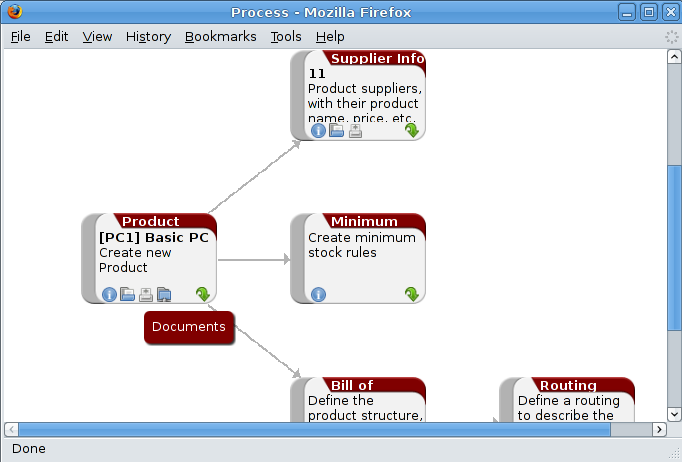 Process - Mozilla Firefox
File Edit View History Bookmarks Tools Help
Supplier Info
11
Product suppliers,
with their product
name, price, etc.
Product
[PC1] Basic PC
Create new
Product
Minimum
Create minimum
stock rules
Documents
Bill of
Define the
product structure,
Routing
Define a routing
to describe the
Done